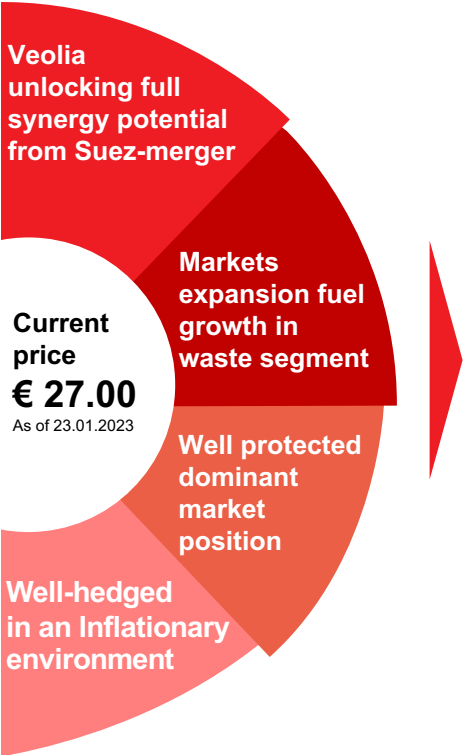 Veolia
unlocking full
synergy potential
from Suez-merger
Markets
expansion fuel
growth in
waste segment
Current
price
€ 27.00
As of 23.01.2023
Well protected
dominant
market
position
Well-hedged
in an Inflationary
environment